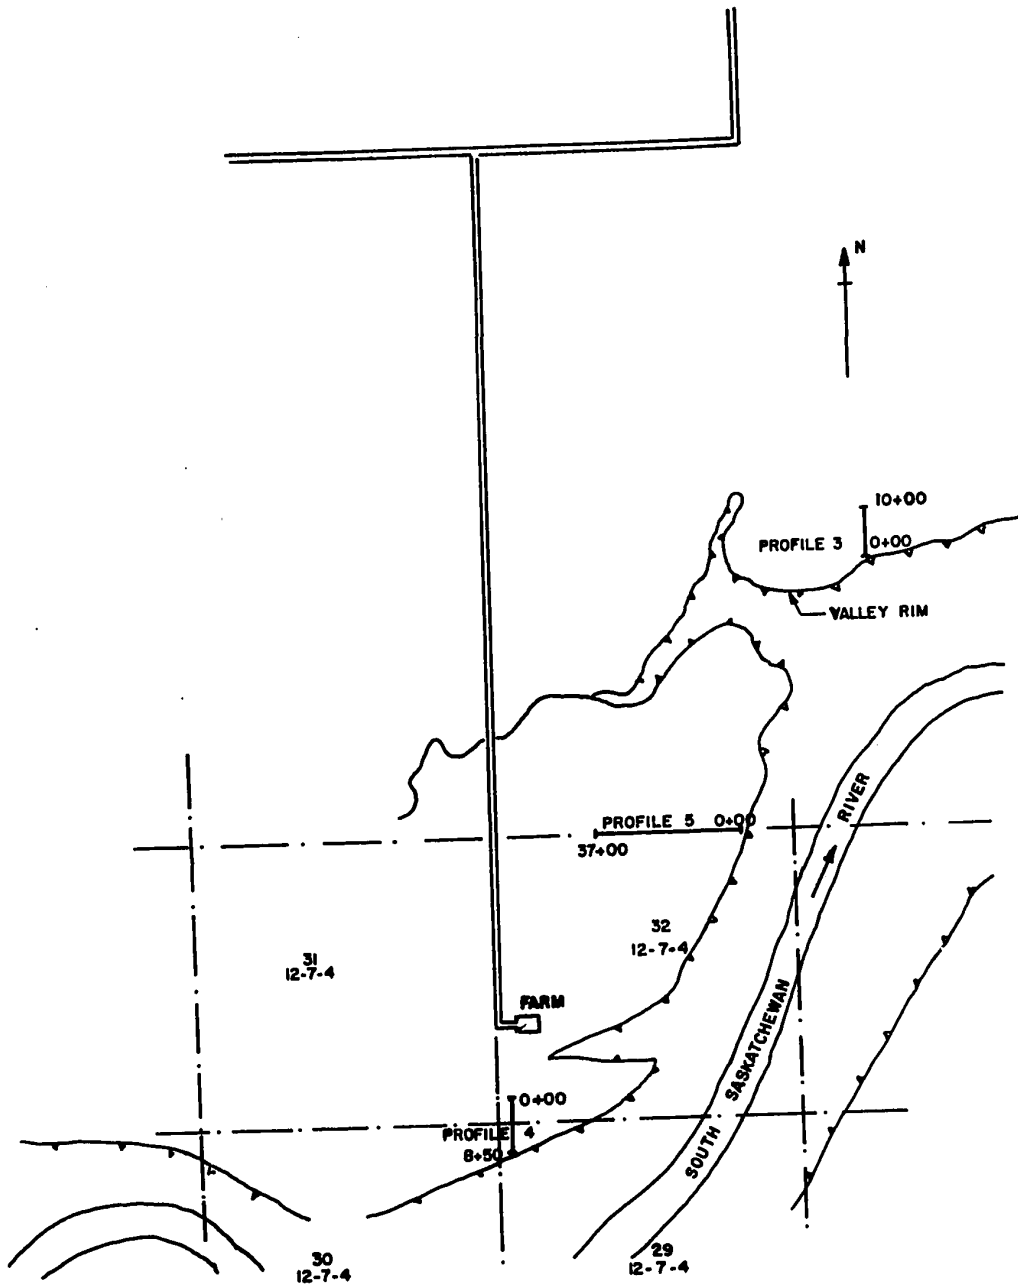 N
10+00
PROFILE 3
0+00
VALLEY RIM
RIVER
PROFILE 5 0+00
37+00
32
12-7-4
31
12-7-4
FARM
SASKATCHEWAN
0+00
PROFILE 4
8+50
SOUTH
29
12-7-4
30
12-7-4